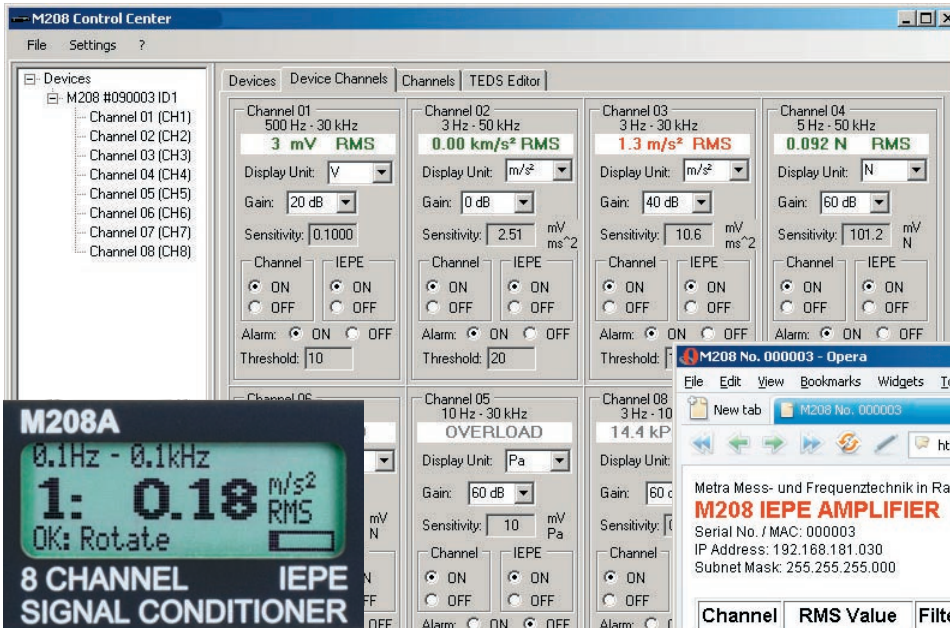 M208 Control Center
File Settings ?
Devices
M208 #090003 ID1
Channel 01 (CH1)
Channel 02 (CH2)
Channel 03 (CH3)
Channel 04 (CH4)
Channel 05 (CH5)
Channel 06 (CH6)
Channel 07 (CH7)
Channel 08 (CH8)
Devices Device Channels Channels TEDS Editor
Channel 01
500 Hz - 30 kHz
3 mV RMS
Display Unit: V
Gain: 20 dB
Sensitivity: 0.1000
Channel IEPE
ON ON
OFF OFF
Alarm: ON OFF
Threshold: 10
Channel 02
3 Hz - 50 kHz
0.00 km/s² RMS
Display Unit: m/s²
Gain: 0 dB
Sensitivity: 2.51 mV
ms^2
Channel IEPE
ON ON
OFF OFF
Alarm: ON OFF
Threshold: 20
Channel 03
3 Hz - 30 kHz
1.3 m/s² RMS
Display Unit: m/s²
Gain: 40 dB
Sensitivity: 10.6 mV
ms^2
Channel IEPE
ON ON
OFF OFF
Alarm: ON OFF
Threshold:
Channel 04
5 Hz - 50 kHz
0.092 N RMS
Display Unit: N
Gain: 60 dB
Sensitivity: 101.2 mV
N
Channel IEPE
ON ON
OFF OFF
Alarm: ON OFF
Channel 06
mV
N
OFF
Channel 05
10 Hz - 30 kHz
OVERLOAD
Display Unit: Pa
Gain: 60 dB
Sensitivity: 10 mV
Pa
Channel IEPE
ON ON
OFF OFF
Alarm: ON OFF
Channel 08
3 Hz - 10
14.4 kP
Display Unit:
Gain: 60
Sensitivity:
Channel
ON
OFF
Alarm:
M208A
0.1Hz - 0.1kHz
1: 0.18 m/s²
RMS
OK: Rotate
8 CHANNEL IEPE
SIGNAL CONDITIONER
M208 No. 000003 - Opera
File Edit View Bookmarks Widgets
New tab M208 No. 000003
Metra Mess- und Frequenztechnik in Ra
M208 IEPE AMPLIFIER
Serial No. / MAC: 000003
IP Address: 192.168.181.030
Subnet Mask: 255.255.255.000
Channel RMS Value Filte